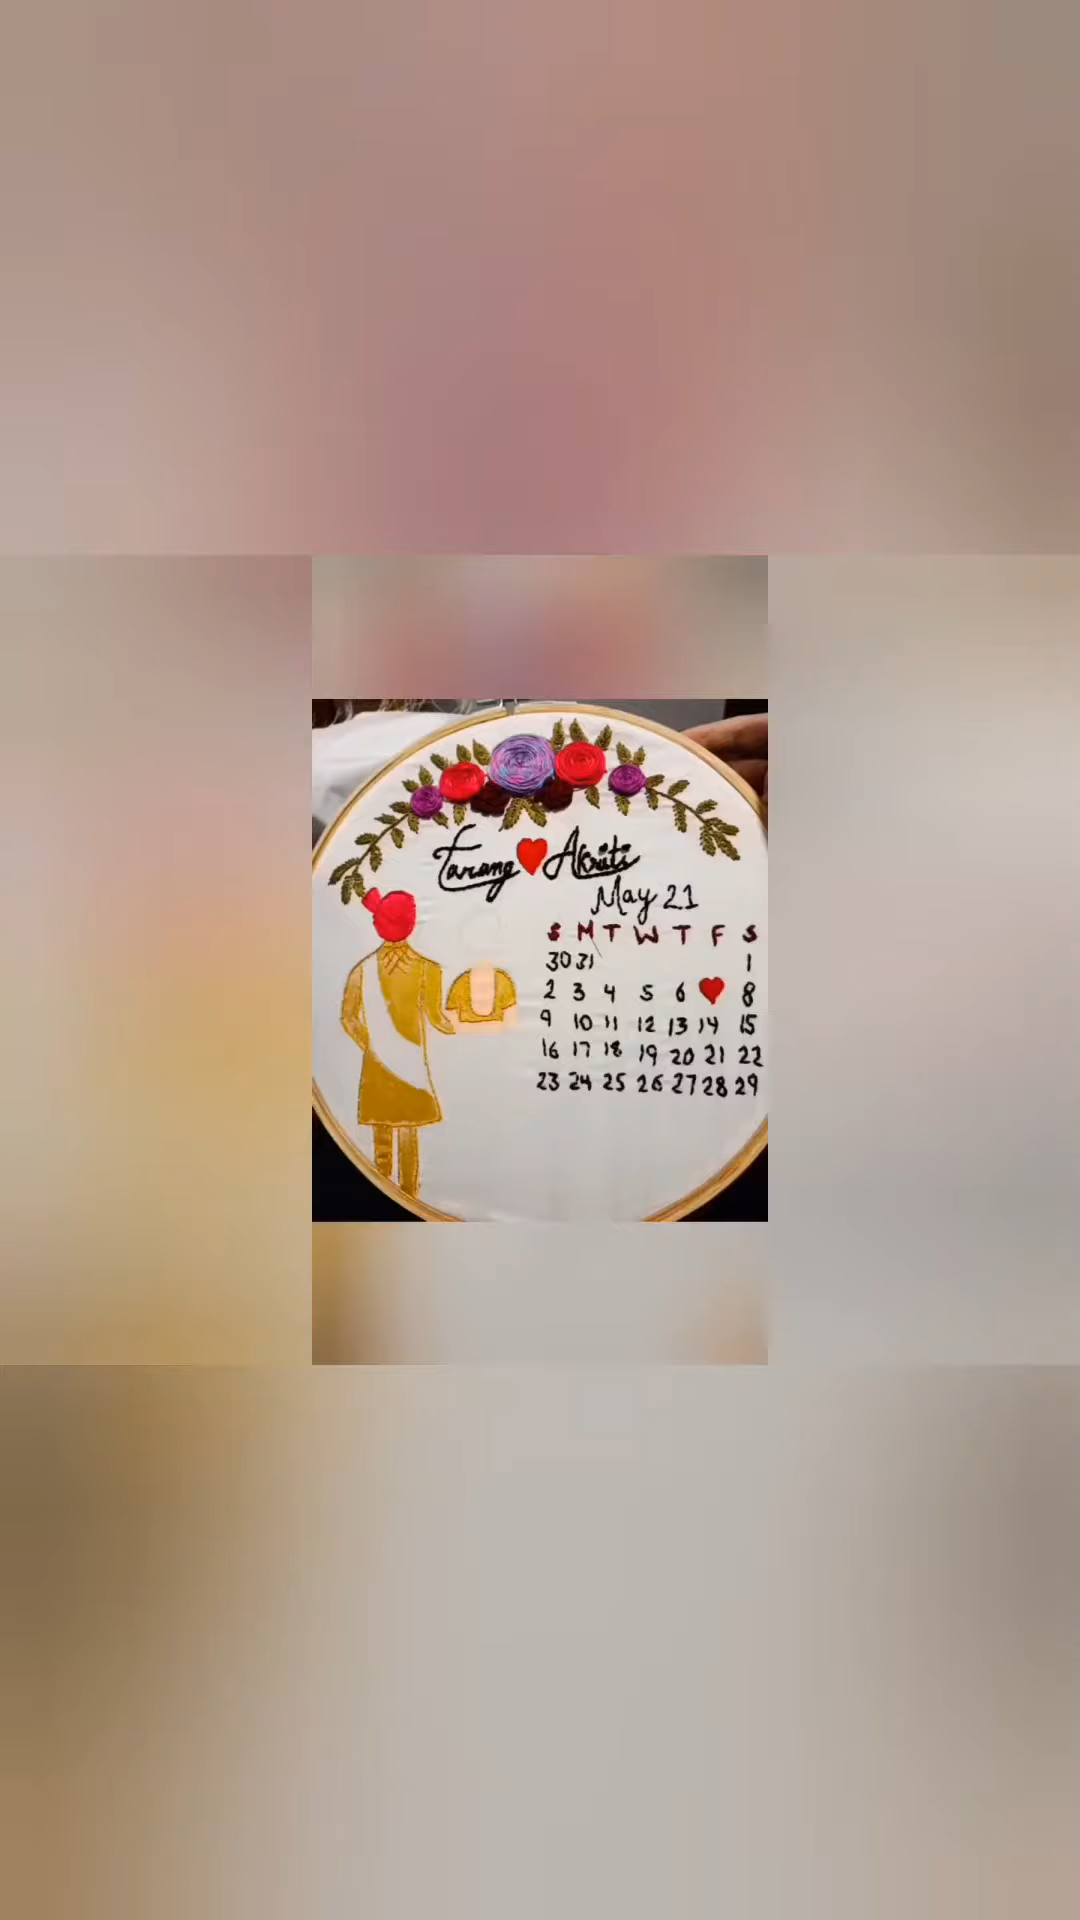 Tarang Akriti
May 21
S M T W T F S
30 31 1
2 3 4 5 6 8
9 10 11 12 13 14 15
16 17 18 19 20 21 22
23 24 25 26 27 28 29